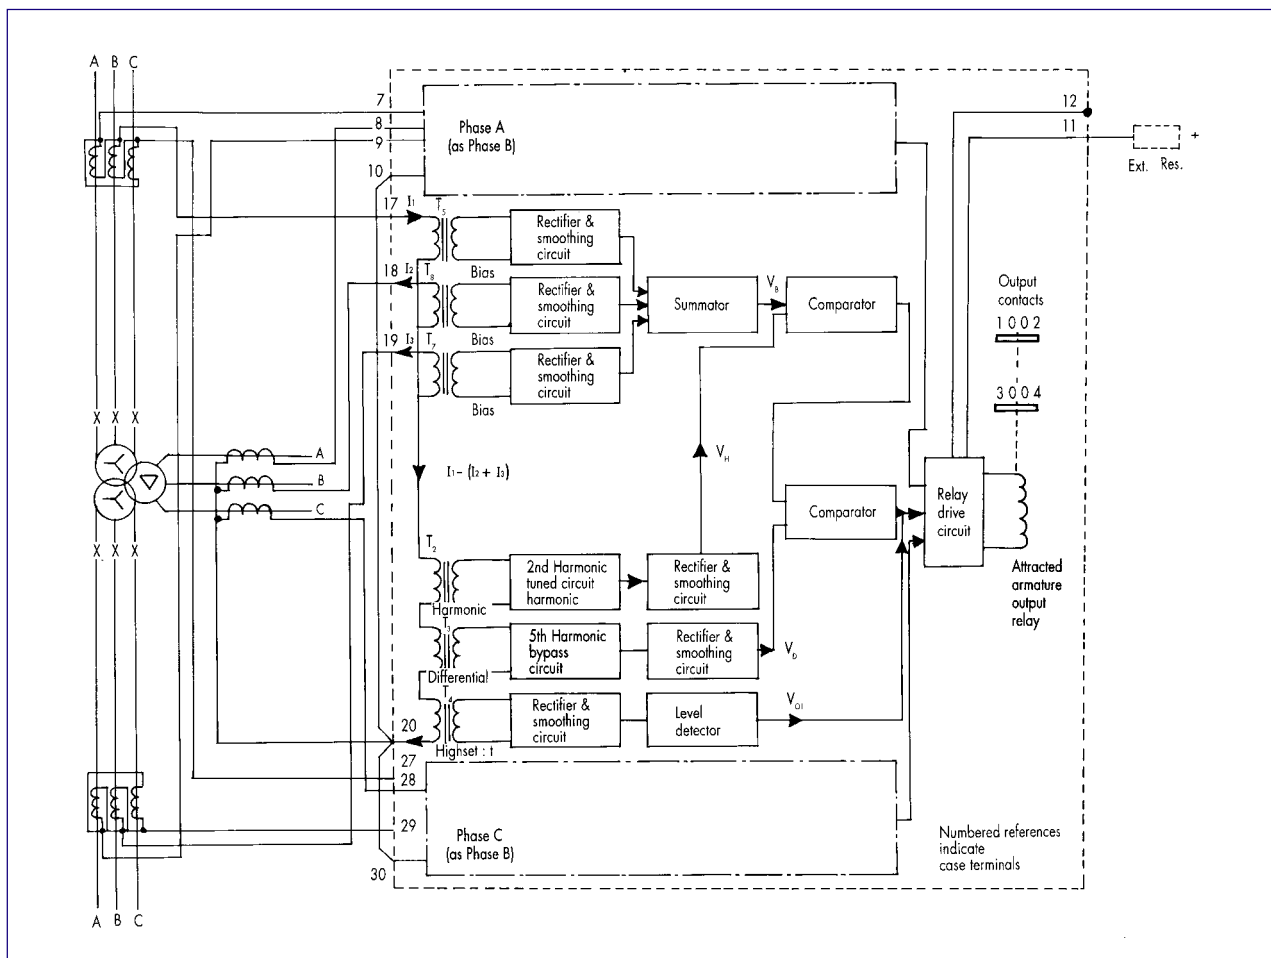 A B C
7
8
9
10
17
18
19
20
27
28
29
30
12
11
+
Ext. Res.
Phase A
(as Phase B)
I1
T5
Rectifier &
smoothing
circuit
Bias
I2
T8
Rectifier &
smoothing
circuit
Bias
I3
T7
Rectifier &
smoothing
circuit
Bias
Summator
VB
Comparator
Output
contacts
1 0 0 2
3 0 0 4
X X X
A
B
C
I1 - (I2 + I3)
VH
Comparator
Relay
drive
circuit
Attracted
armature
output
relay
X X X
T2
Harmonic
2nd Harmonic
tuned circuit
harmonic
Rectifier &
smoothing
circuit
T3
Differential
5th Harmonic
bypass
circuit
Rectifier &
smoothing
circuit
VD
T4
Highset : t
Rectifier &
smoothing
circuit
Level
detector
Phase C
(as Phase B)
Numbered references
indicate
case terminals
A B C